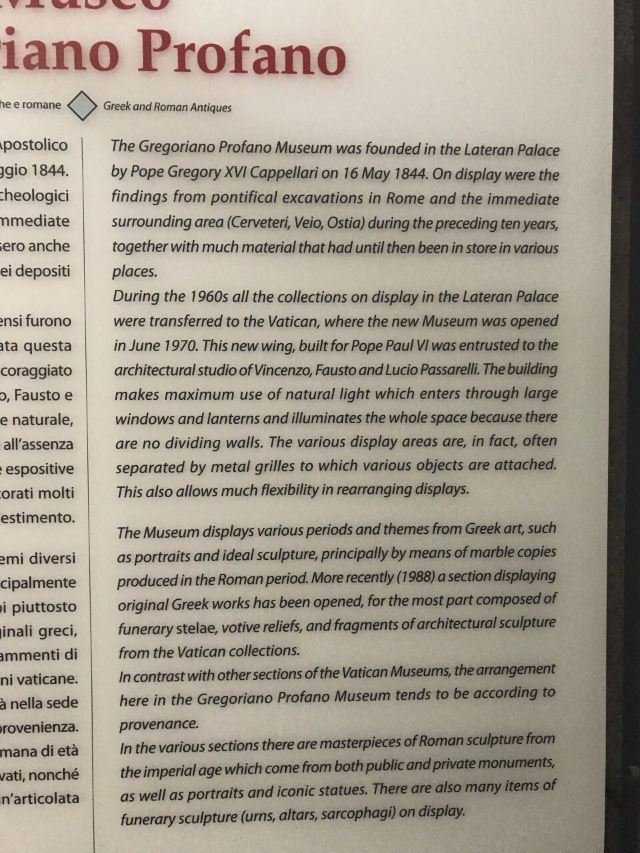 Museo
iano Profano
he e romane
Greek and Roman Antiques
Apostolico
ggio 1844.
cheologici
mmediate
sero anche
ei depositi
ensi furono
ata questa
coraggiato
o, Fausto e
e naturale,
all'assenza
e espositive
orati molti
estimento.
emi diversi
cipalmente
pi piuttosto
ginali greci,
ammenti di
ni vaticane.
à nella sede
provenienza.
mana di età
vati, nonché
n'articolata
The Gregoriano Profano Museum was founded in the Lateran Palace
by Pope Gregory XVI Cappellari on 16 May 1844. On display were the
findings from pontifical excavations in Rome and the immediate
surrounding area (Cerveteri, Veio, Ostia) during the preceding ten years,
together with much material that had until then been in store in various
places.
During the 1960s all the collections on display in the Lateran Palace
were transferred to the Vatican, where the new Museum was opened
in June 1970. This new wing, built for Pope Paul VI was entrusted to the
architectural studio of Vincenzo, Fausto and Lucio Passarelli. The building
makes maximum use of natural light which enters through large
windows and lanterns and illuminates the whole space because there
are no dividing walls. The various display areas are, in fact, often
separated by metal grilles to which various objects are attached.
This also allows much flexibility in rearranging displays.
The Museum displays various periods and themes from Greek art, such
as portraits and ideal sculpture, principally by means of marble copies
produced in the Roman period. More recently (1988) a section displaying
original Greek works has been opened, for the most part composed of
funerary stelae, votive reliefs, and fragments of architectural sculpture
from the Vatican collections.
In contrast with other sections of the Vatican Museums, the arrangement
here in the Gregoriano Profano Museum tends to be according to
provenance.
In the various sections there are masterpieces of Roman sculpture from
the imperial age which come from both public and private monuments,
as well as portraits and iconic statues. There are also many items of
funerary sculpture (urns, altars, sarcophagi) on display.